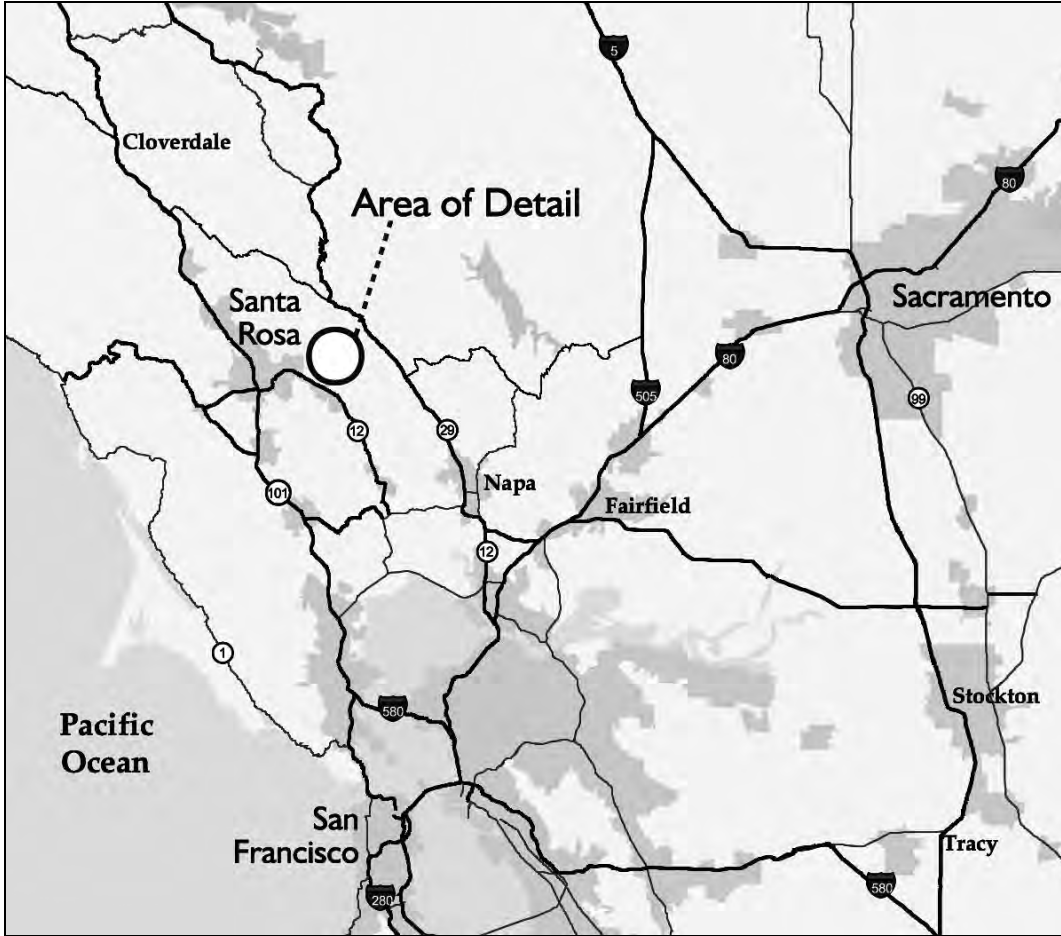 5
80
Cloverdale
Area of Detail
Santa
Rosa
Sacramento
80
505
99
12
29
Napa
101
Fairfield
12
1
Stockton
580
Pacific
Ocean
San
Francisco
Tracy
580
280